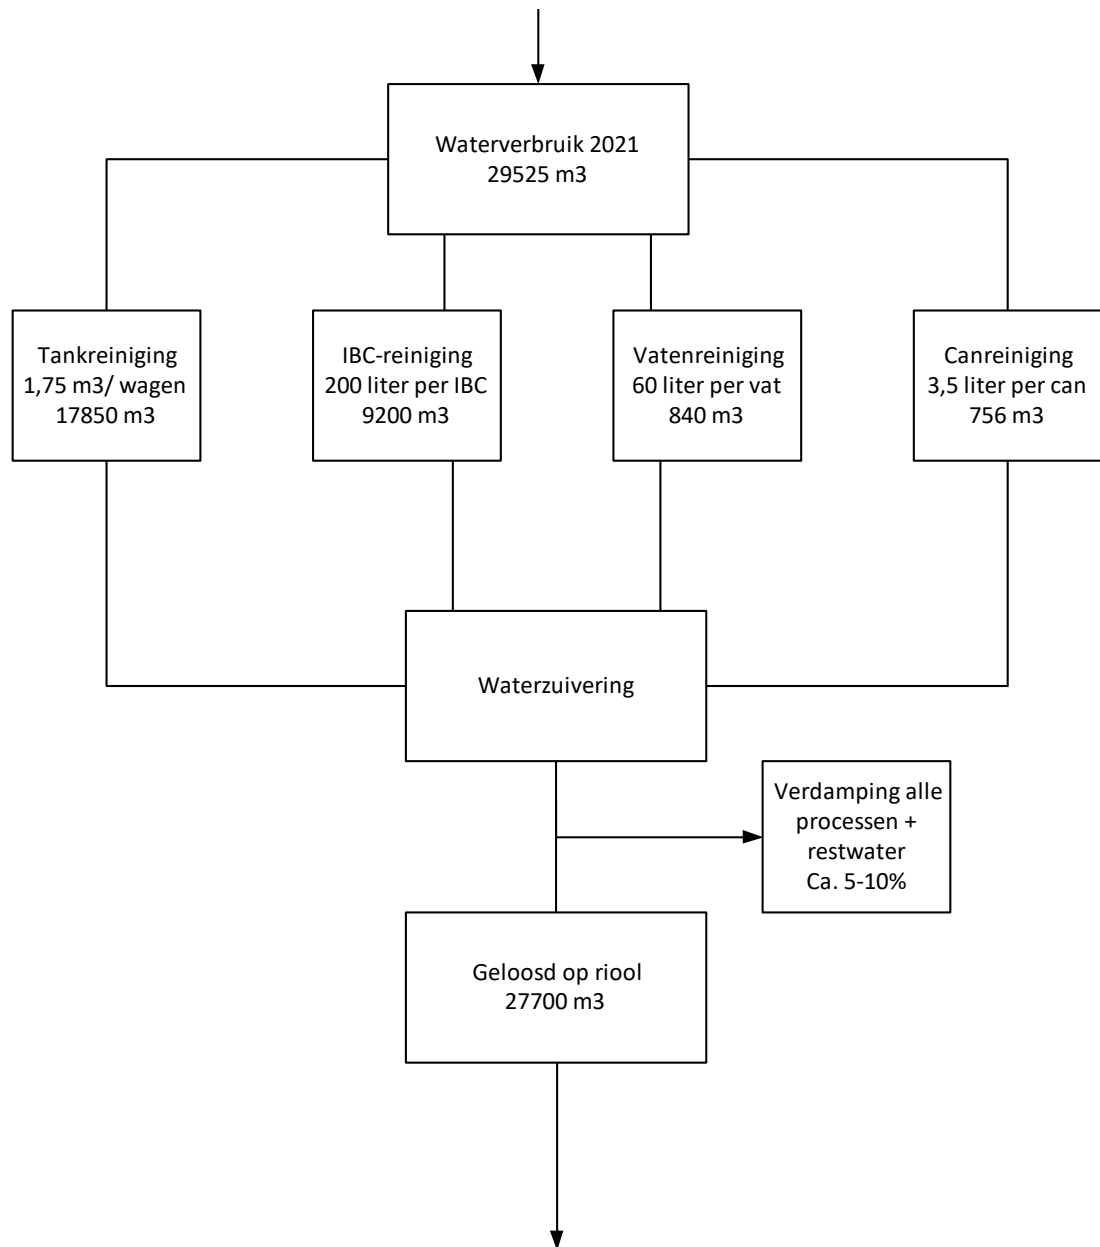 Waterverbruik 2021
29525 m3
Tankreiniging
1,75 m3/ wagen
17850 m3
IBC-reiniging
200 liter per IBC
9200 m3
Vatenreiniging
60 liter per vat
840 m3
Canreiniging
3,5 liter per can
756 m3
Waterzuivering
Verdamping alle
processen +
restwater
Ca. 5-10%
Geloosd op riool
27700 m3